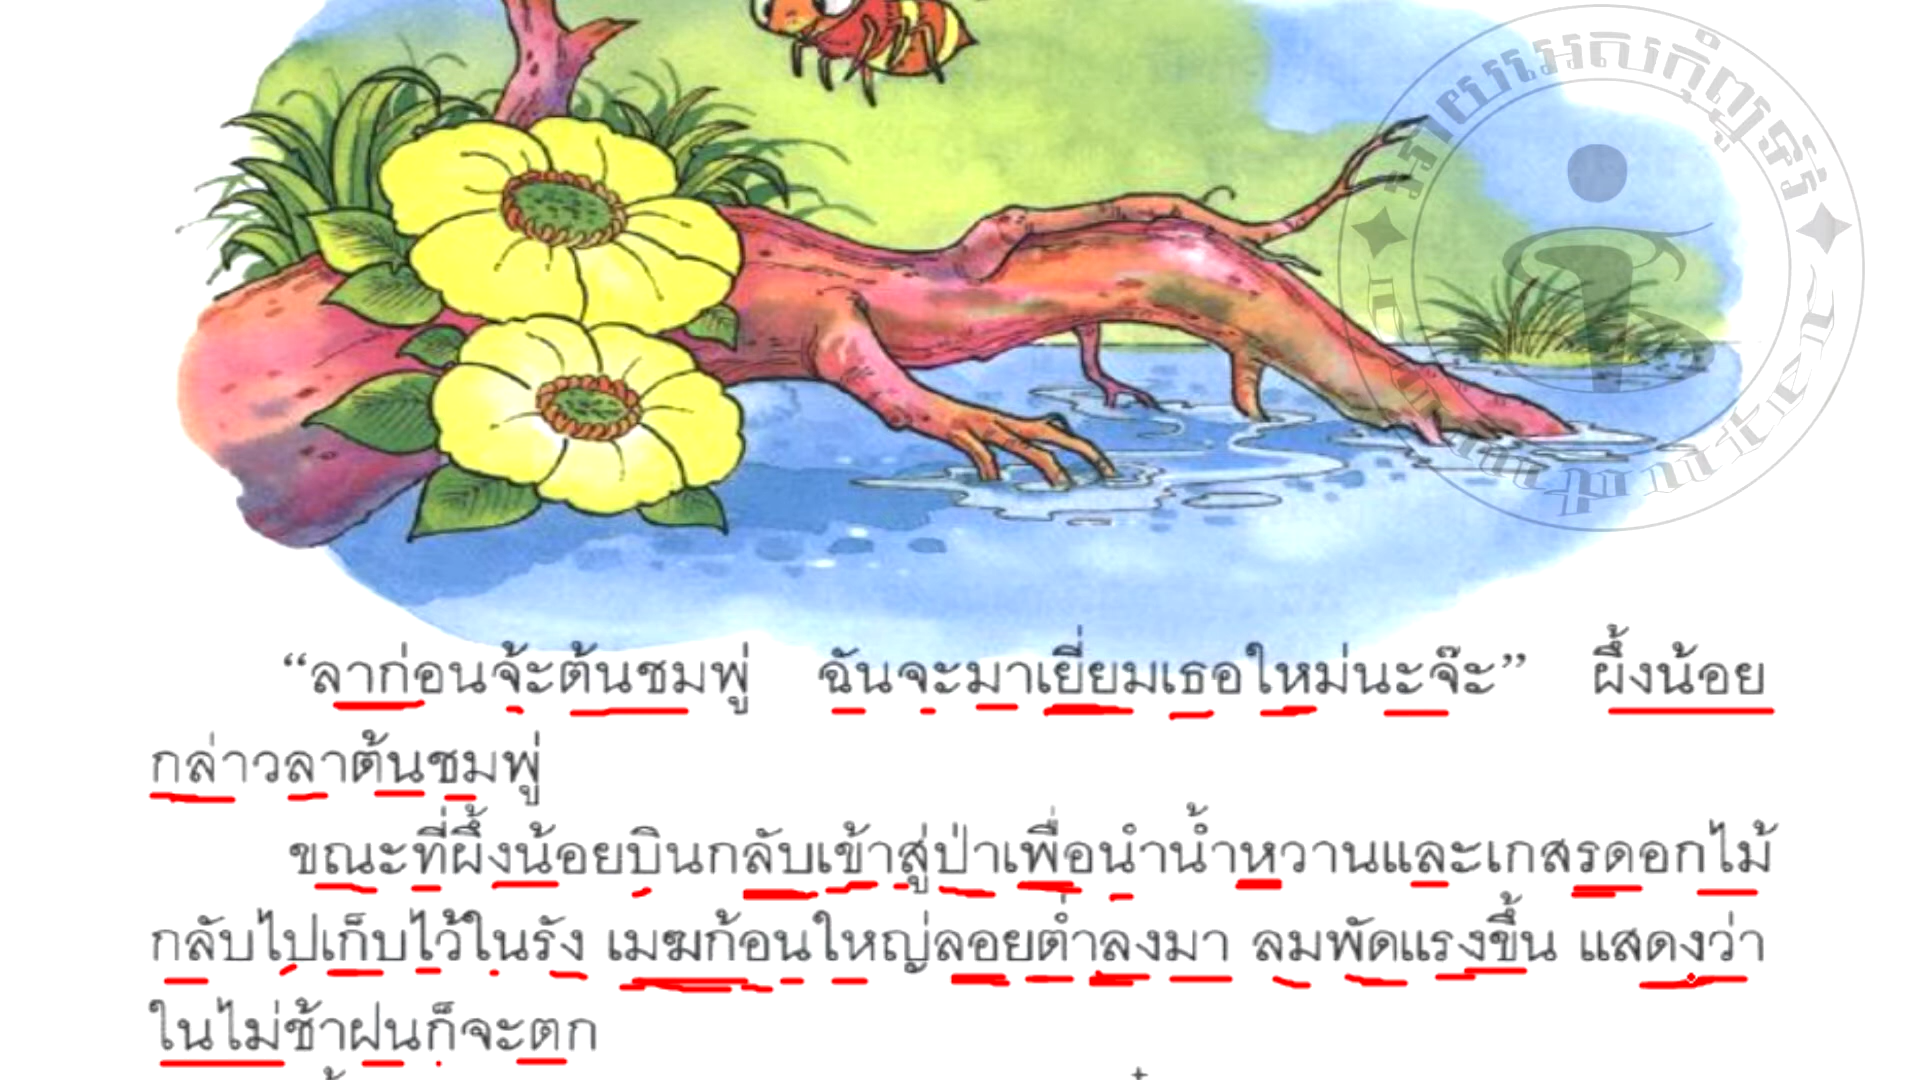 “ลาก่อนจ้ะต้นชมพู่ ฉันจะมาเยี่ยมเธอใหม่นะจ๊ะ” ผึ้งน้อย
กล่าวลาต้นชมพู่
ขณะที่ผึ้งน้อยบินกลับเข้าสู่ป่าเพื่อนำน้ำหวานและเกสรดอกไม้
กลับไปเก็บไว้ในรัง เมฆก้อนใหญ่ลอยต่ำลงมา ลมพัดแรงขึ้น แสดงว่า
ในไม่ช้าฝนก็จะตก